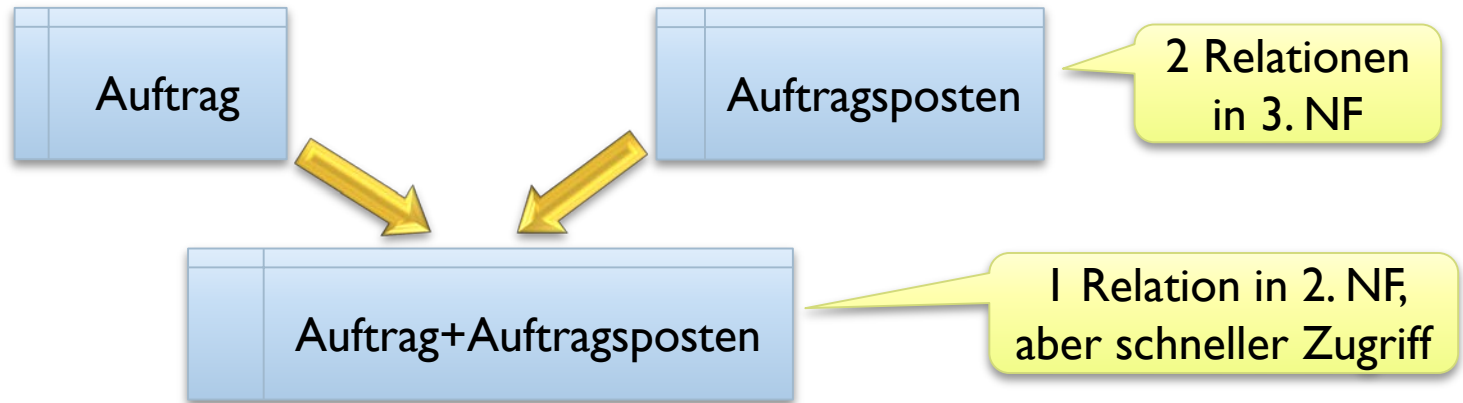 Auftrag
Auftragsposten
2 Relationen
in 3. NF
Auftrag+Auftragsposten
1 Relation in 2. NF,
aber schneller Zugriff